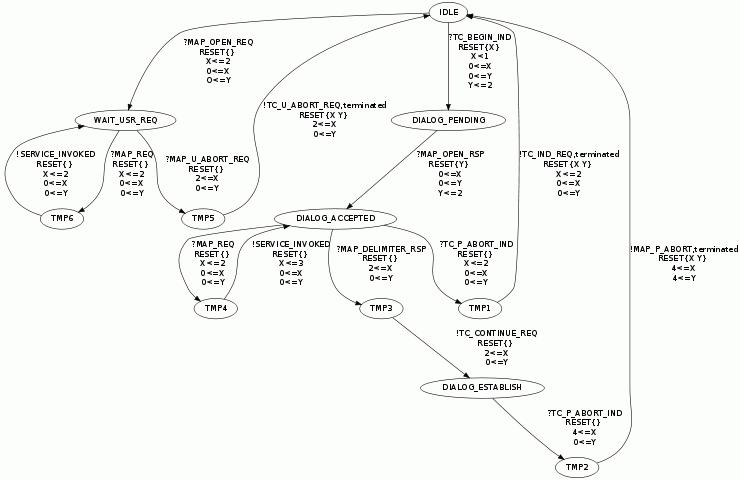 IDLE
?MAP_OPEN_REQ
RESET{}
X<=2
0<=X
0<=Y
?TC_BEGIN_IND
RESET{X}
X<1
0<=X
0<=Y
Y<=2
!TC_U_ABORT_REQ,terminated
RESET{X Y}
2<=X
0<=Y
WAIT_USR_REQ
DIALOG_PENDING
!SERVICE_INVOKED
RESET{}
X<=2
0<=X
0<=Y
?MAP_REQ
RESET{}
X<=2
0<=X
0<=Y
?MAP_U_ABORT_REQ
RESET{}
2<=X
0<=Y
?MAP_OPEN_RSP
RESET{Y}
0<=X
0<=Y
Y<=2
!TC_IND_REQ,terminated
RESET{X Y}
X<=2
0<=X
0<=Y
TMP6
TMP5
DIALOG_ACCEPTED
?MAP_REQ
RESET{}
X<=2
0<=X
0<=Y
!SERVICE_INVOKED
RESET{}
X<=3
0<=X
0<=Y
?MAP_DELIMITER_RSP
RESET{}
2<=X
0<=Y
?TC_P_ABORT_IND
RESET{}
X<=2
0<=X
0<=Y
!MAP_P_ABORT,terminated
RESET{X Y}
4<=X
4<=Y
TMP4
TMP3
TMP1
!TC_CONTINUE_REQ
RESET{}
2<=X
0<=Y
DIALOG_ESTABLISH
?TC_P_ABORT_IND
RESET{}
4<=X
0<=Y
TMP2